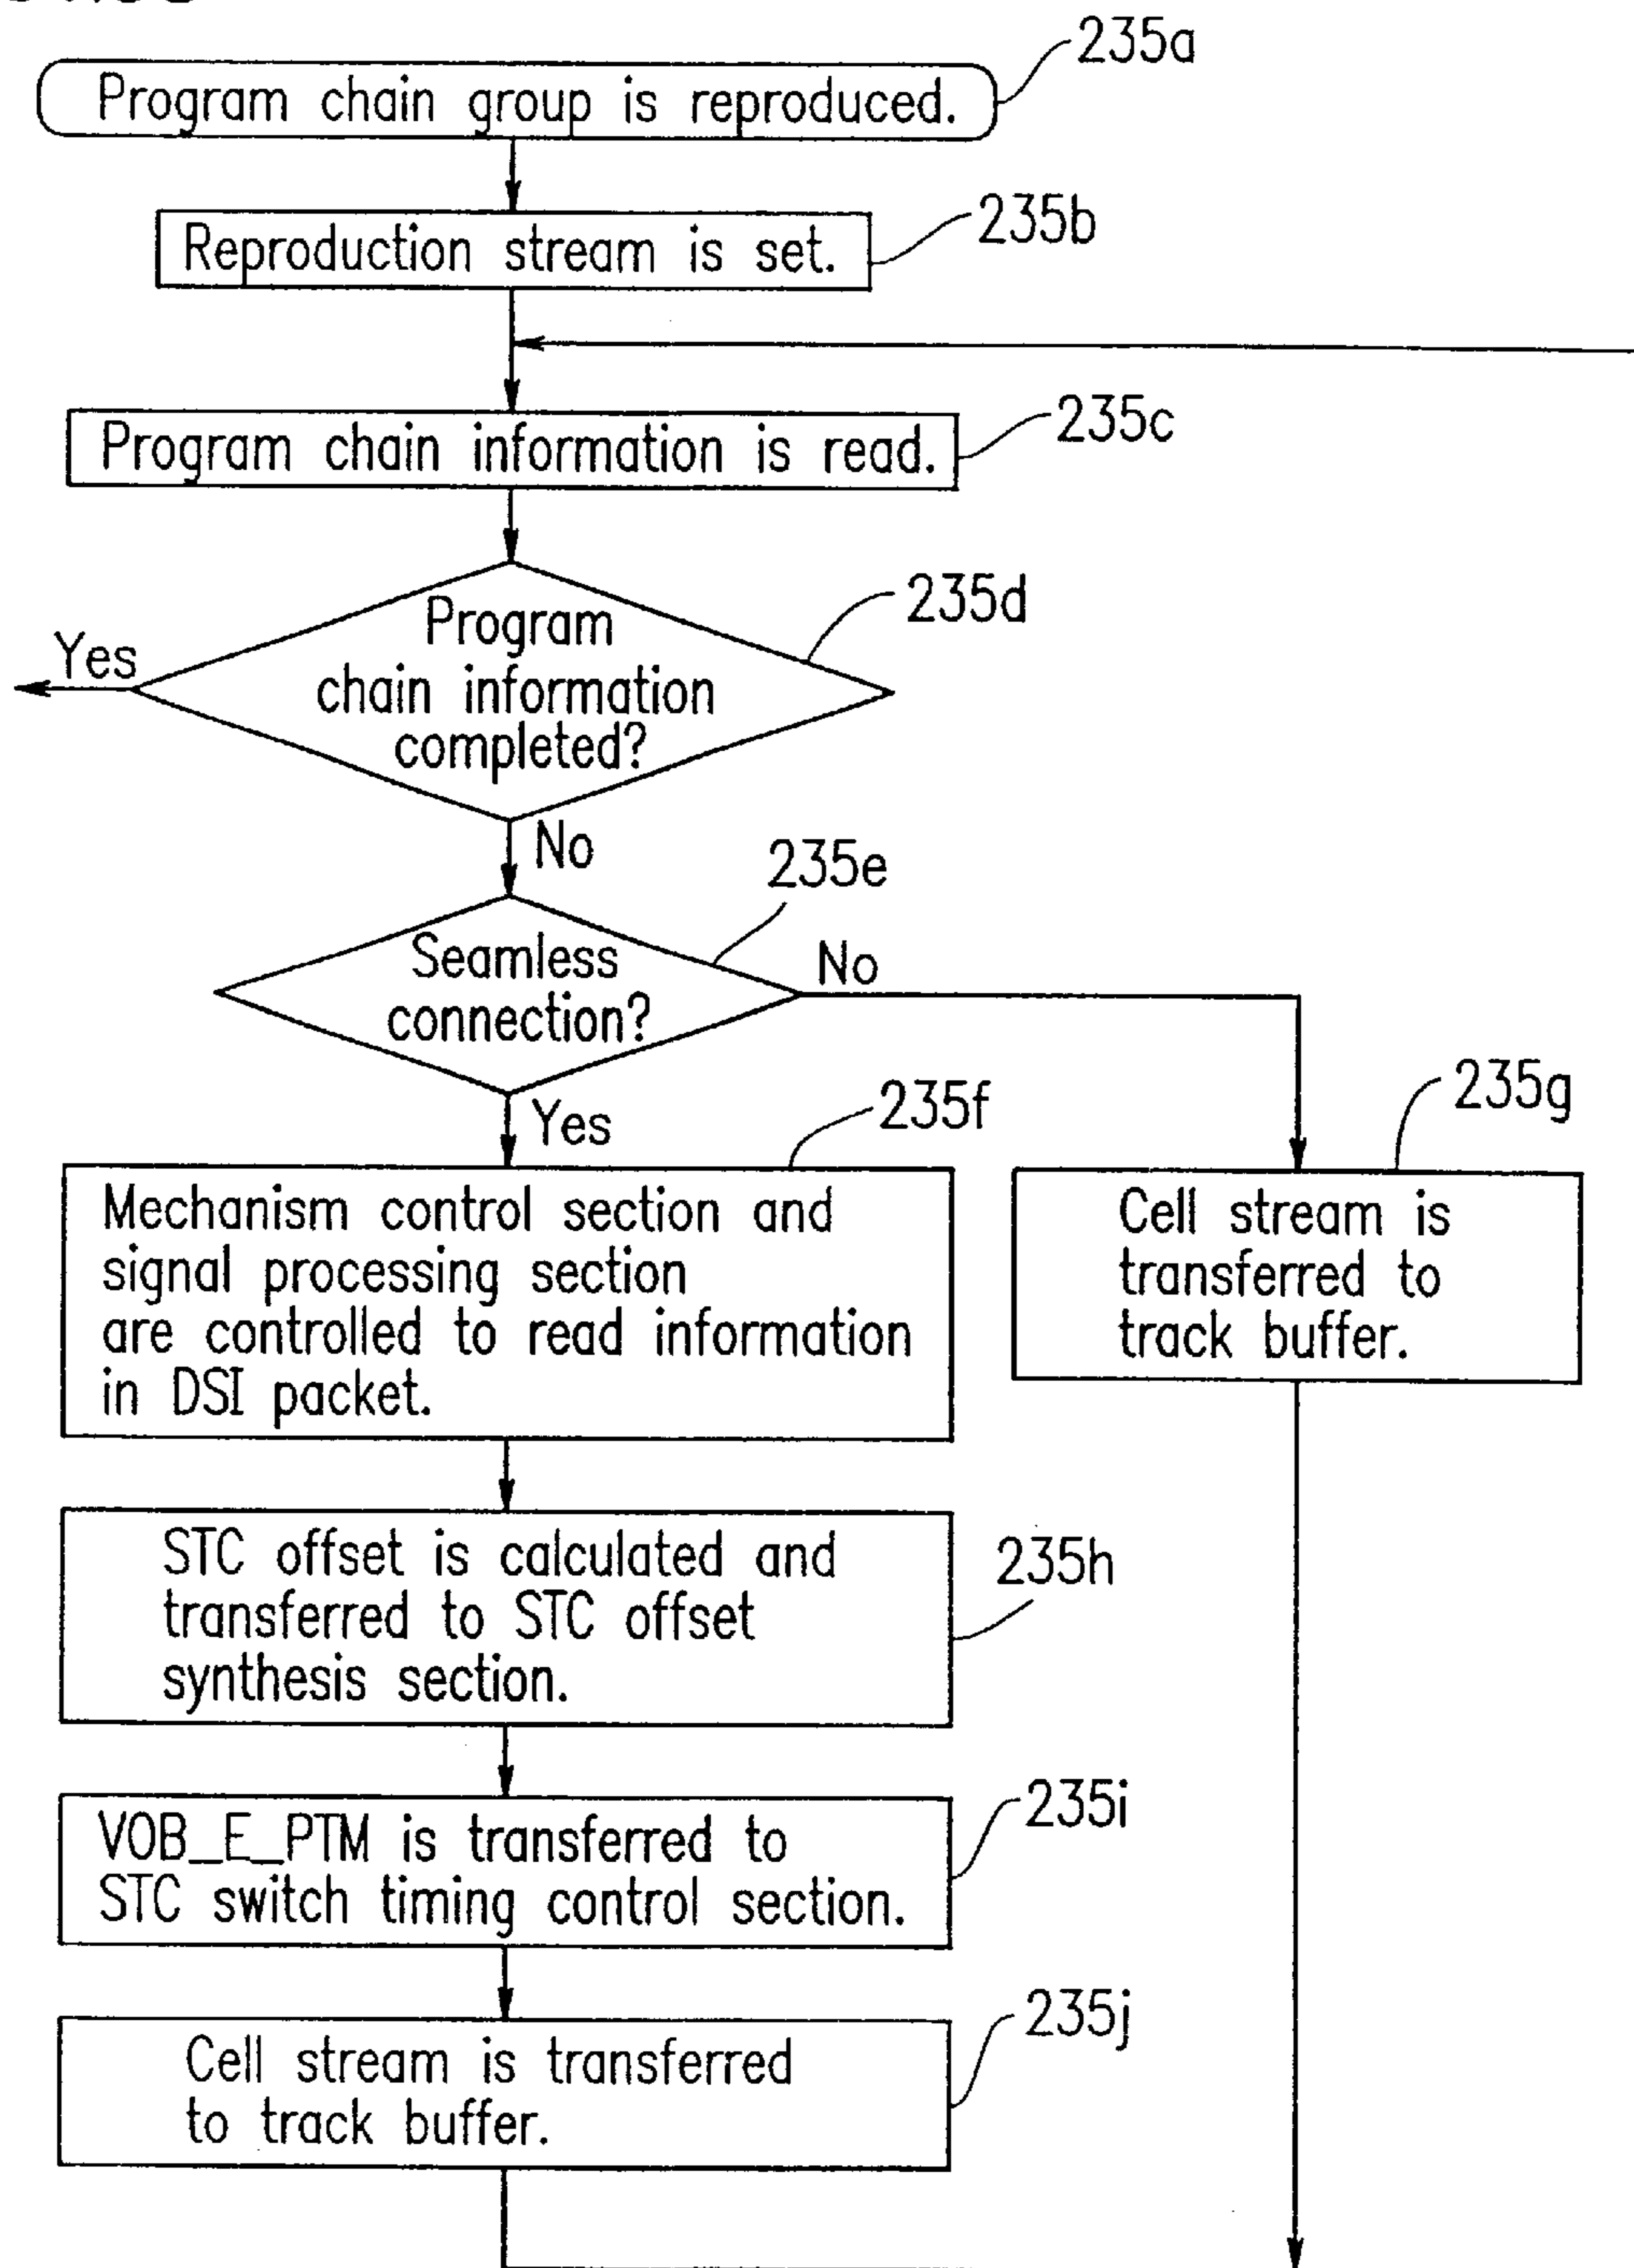 Program chain group is reproduced.
235a
Reproduction stream is set.
235b
Program chain information is read.
235c
Program
chain information
completed?
235d
Yes
No
Seamless
connection?
235e
No
Yes
Mechanism control section and
signal processing section
are controlled to read information
in DSI packet.
235f
Cell stream is
transferred to
track buffer.
235g
STC offset is calculated and
transferred to STC offset
synthesis section.
235h
VOB_E_PTM is transferred to
STC switch timing control section.
235i
Cell stream is transferred
to track buffer.
235j